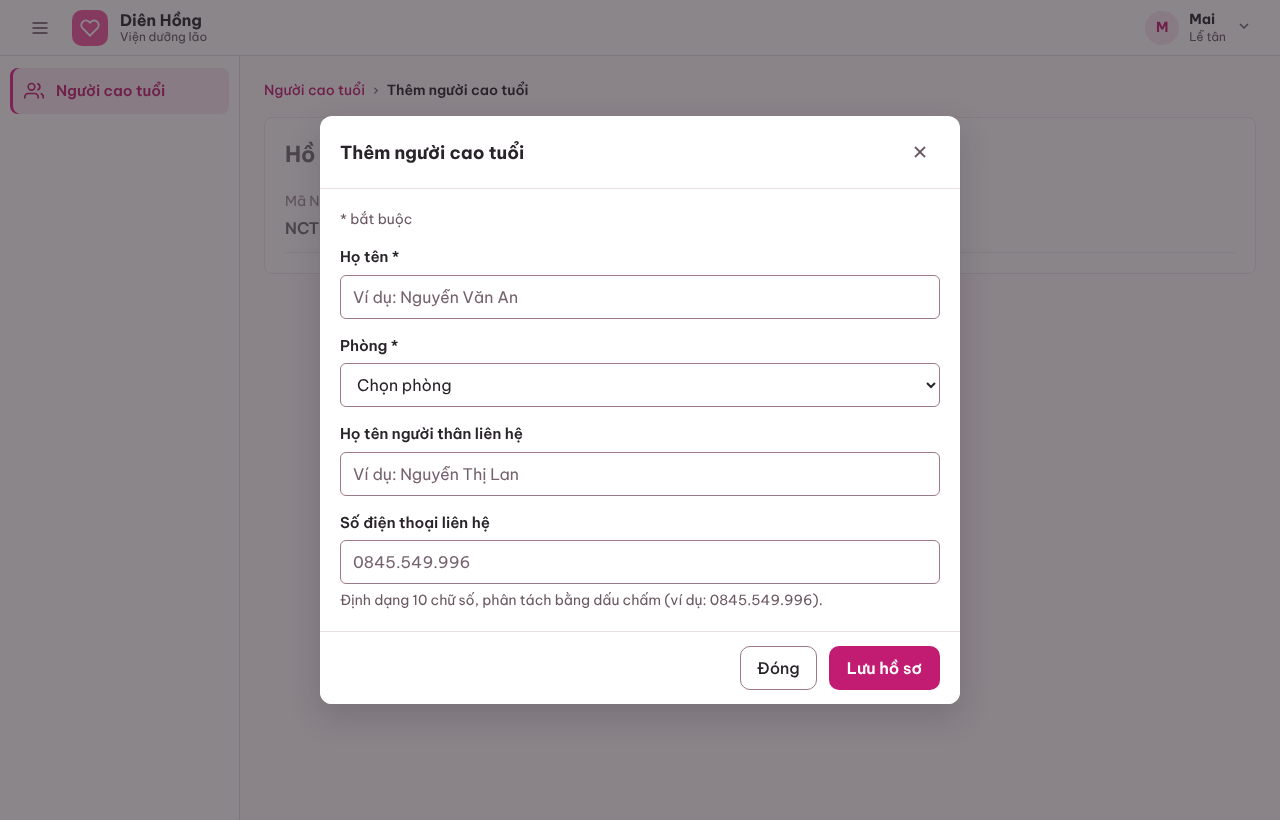 Diên Hồng
Viện dưỡng lão
M
Mai
Lễ tân
Người cao tuổi
Người cao tuổi › Thêm người cao tuổi
Hồ
Mã N
NCT
Thêm người cao tuổi
* bắt buộc
Họ tên *
Ví dụ: Nguyễn Văn An
Phòng *
Chọn phòng
Họ tên người thân liên hệ
Ví dụ: Nguyễn Thị Lan
Số điện thoại liên hệ
0845.549.996
Định dạng 10 chữ số, phân tách bằng dấu chấm (ví dụ: 0845.549.996).
Đóng
Lưu hồ sơ